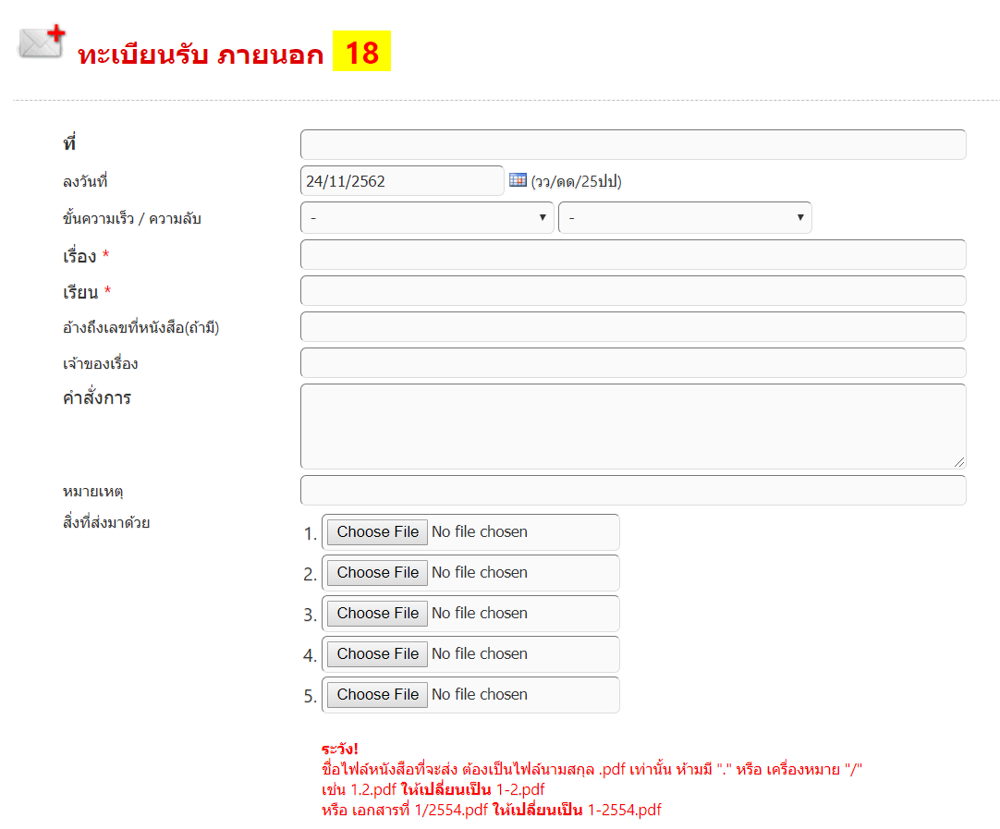 ทะเบียนรับ ภายนอก 18
ที่
ลงวันที่ 24/11/2562 (วว/ดด/25ปป)
ขั้นความเร็ว / ความลับ - -
เรื่อง *
เรียน *
อ้างถึงเลขที่หนังสือ(ถ้ามี)
เจ้าของเรื่อง
คำสั่งการ
หมายเหตุ
สิ่งที่ส่งมาด้วย
1. Choose File No file chosen
2. Choose File No file chosen
3. Choose File No file chosen
4. Choose File No file chosen
5. Choose File No file chosen
ระวัง!
ชื่อไฟล์หนังสือที่จะส่ง ต้องเป็นไฟล์นามสกุล .pdf เท่านั้น ห้ามมี "." หรือ เครื่องหมาย "/"
เช่น 1.2.pdf ให้เปลี่ยนเป็น 1-2.pdf
หรือ เอกสารที่ 1/2554.pdf ให้เปลี่ยนเป็น 1-2554.pdf